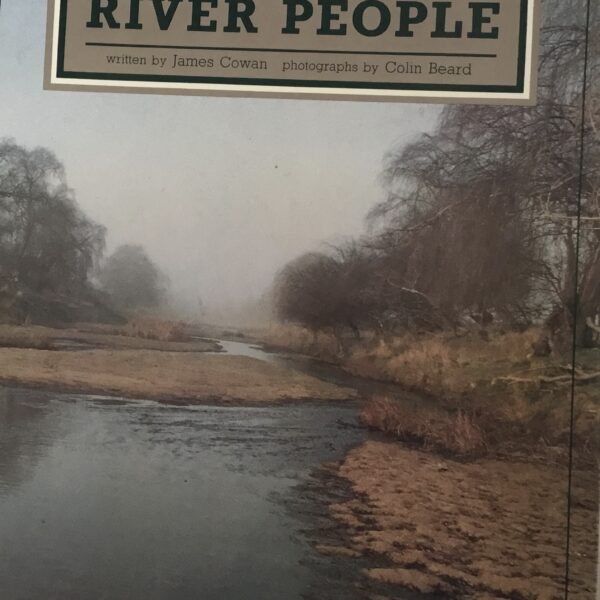 RIVER PEOPLE
written by James Cowan photographs by Colin Beard